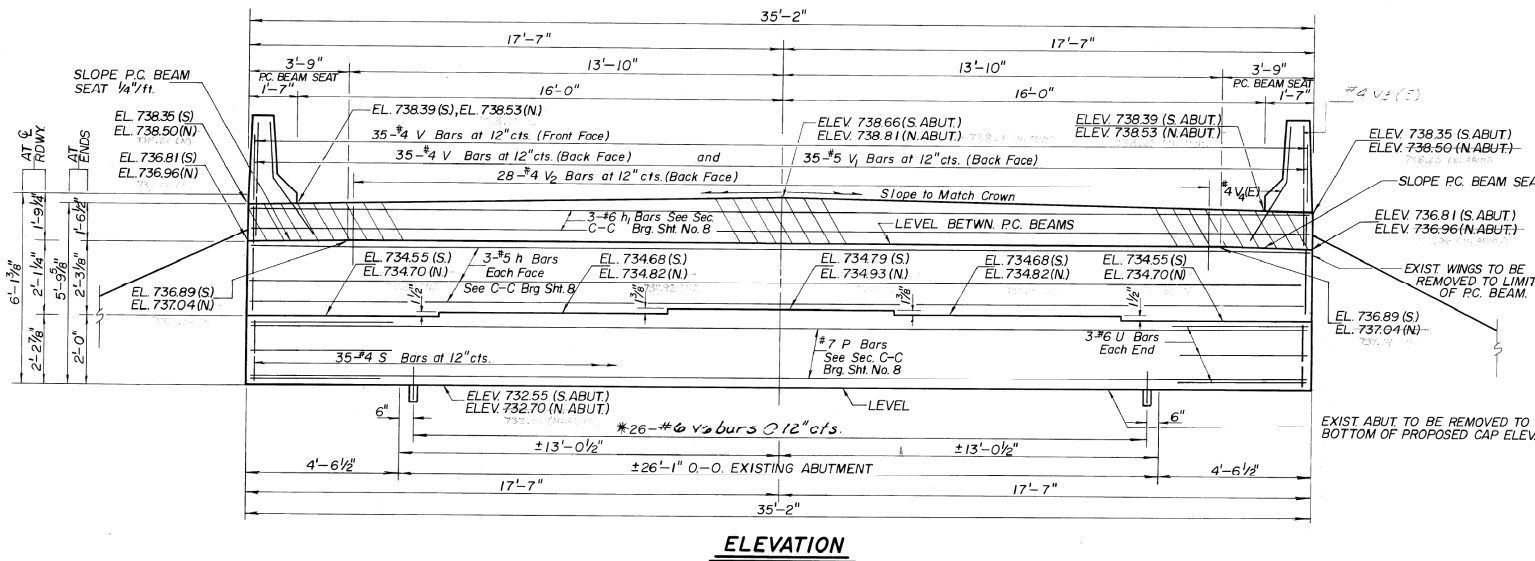 35'-2"
17'-7"
17'-7"
3'-9"
13'-10"
13'-10"
3'-9"
P.C. BEAM SEAT
P.C. BEAM SEAT
1'-7"
16'-0"
16'-0"
1'-7"
#4 V3 (E)
SLOPE P.C. BEAM
SEAT 1/4"/ft.
EL. 738.35 (S)
EL. 738.50 (N)
EL. 736.81 (S)
EL. 736.96 (N)
AT ℄
RDWY.
AT
ENDS
EL. 738.39 (S), EL. 738.53 (N)
35-#4 V Bars at 12" cts. (Front Face)
35-#4 V Bars at 12" cts. (Back Face) and 35-#5 V1 Bars at 12" cts. (Back Face)
28-#4 V2 Bars at 12" cts. (Back Face)
ELEV. 738.66 (S. ABUT.)
ELEV. 738.81 (N. ABUT.)
ELEV. 738.39 (S. ABUT.)
ELEV. 738.53 (N. ABUT.)
ELEV. 738.35 (S. ABUT.)
ELEV. 738.50 (N. ABUT.)
Slope to Match Crown
#4 V4(E)
SLOPE P.C. BEAM SEA
3-#6 h1 Bars See Sec.
C-C Brg. Sht. No. 8
LEVEL BETWN. P.C. BEAMS
ELEV. 736.81 (S. ABUT.)
ELEV. 736.96 (N. ABUT.)
1'-9 1/4"
1'-6 1/2"
6'-1 3/8"
2'-1 1/4"
5'-9 5/8"
2'-3 1/8"
2'-2 7/8"
2'-0"
EL. 734.55 (S.)
EL. 734.70 (N.)
3-#5 h Bars
Each Face
See C-C Brg Sht. 8
EL. 734.68 (S.)
EL. 734.82 (N.)
EL. 734.79 (S.)
EL. 734.93 (N.)
EL. 734.68 (S.)
EL. 734.82 (N.)
EL. 734.55 (S.)
EL. 734.70 (N.)
EXIST. WINGS TO BE
REMOVED TO LIMIT
OF P.C. BEAM.
EL. 736.89 (S.)
EL. 737.04 (N.)
1 1/2"
1 3/8"
1 3/8"
1 1/2"
EL. 736.89 (S.)
EL. 737.04 (N.)
35-#4 S Bars at 12" cts.
#7 P Bars
See Sec. C-C
Brg. Sht. No. 8
3-#6 U Bars
Each End
ELEV. 732.55 (S. ABUT.)
ELEV. 732.70 (N. ABUT.)
LEVEL
6"
6"
*26-#6 V3 bars @ 12" cts.
EXIST. ABUT. TO BE REMOVED TO
BOTTOM OF PROPOSED CAP ELEV
±13'-0 1/2"
±13'-0 1/2"
4'-6 1/2"
±26'-1" O.-O. EXISTING ABUTMENT
4'-6 1/2"
17'-7"
17'-7"
35'-2"
ELEVATION